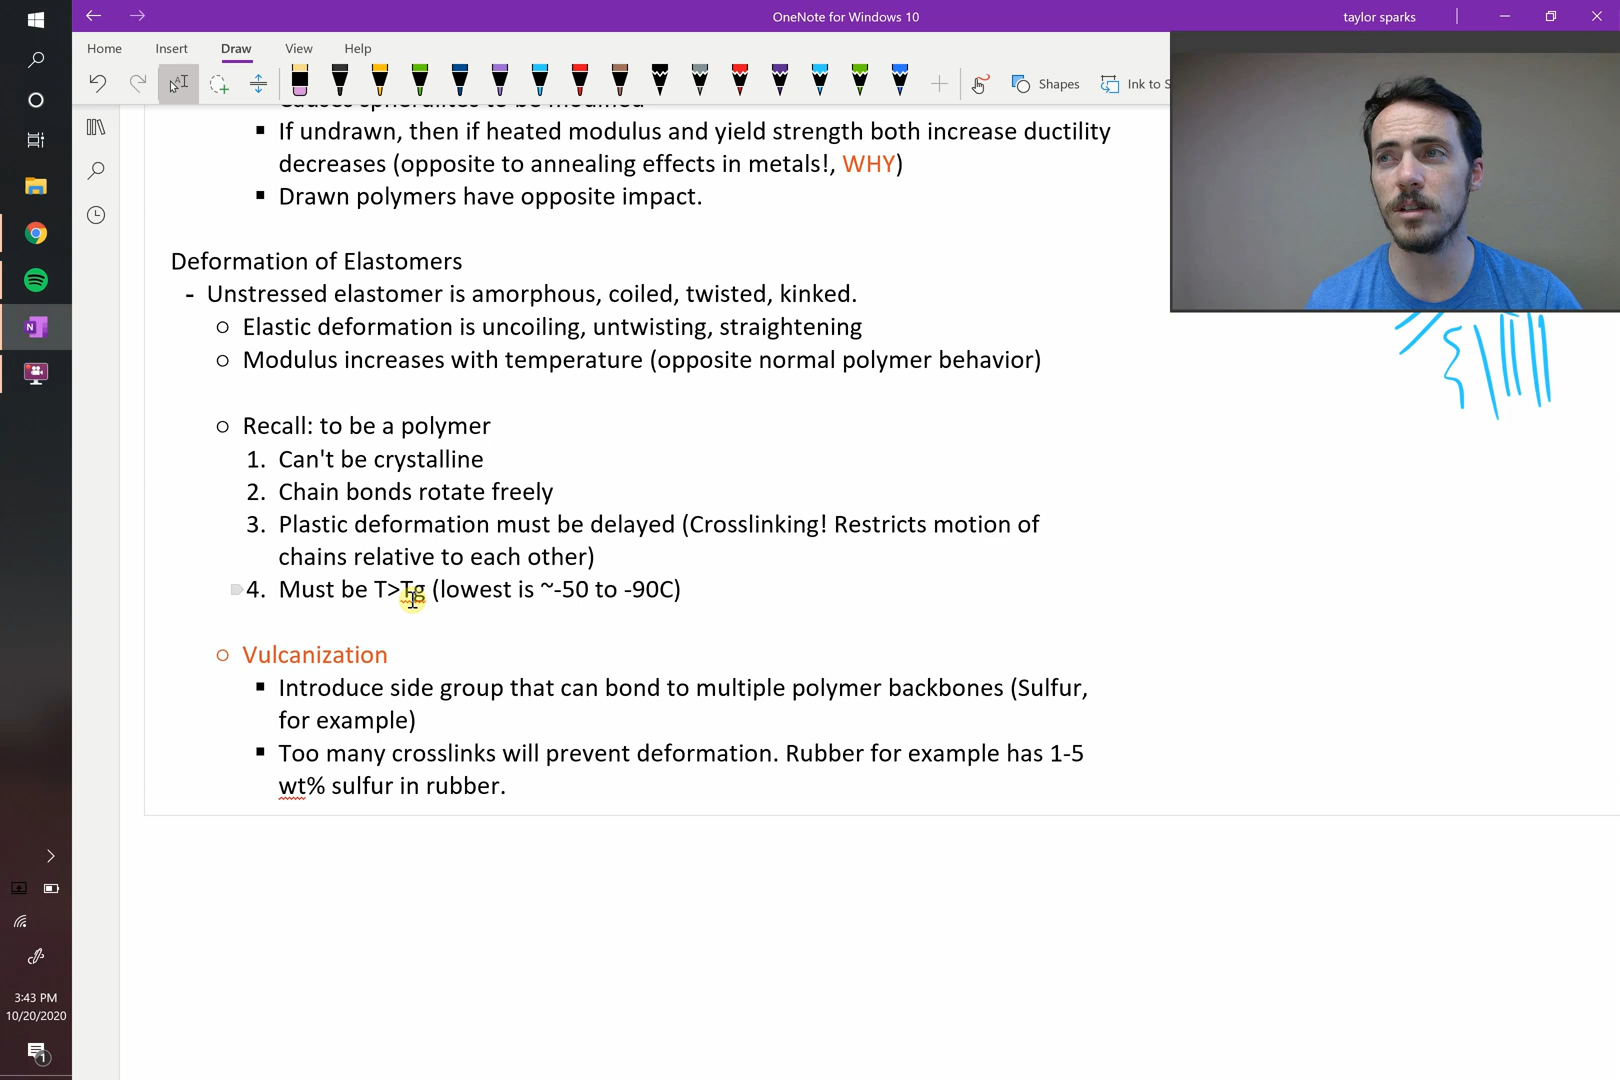 OneNote for Windows 10
taylor sparks
Home Insert Draw View Help
Shapes
Ink to S
Causes spherulites to be modified
▪ If undrawn, then if heated modulus and yield strength both increase ductility
decreases (opposite to annealing effects in metals!, WHY)
▪ Drawn polymers have opposite impact.
Deformation of Elastomers
- Unstressed elastomer is amorphous, coiled, twisted, kinked.
○ Elastic deformation is uncoiling, untwisting, straightening
○ Modulus increases with temperature (opposite normal polymer behavior)
○ Recall: to be a polymer
1. Can't be crystalline
2. Chain bonds rotate freely
3. Plastic deformation must be delayed (Crosslinking! Restricts motion of
chains relative to each other)
4. Must be T>Tg (lowest is ~-50 to -90C)
○ Vulcanization
▪ Introduce side group that can bond to multiple polymer backbones (Sulfur,
for example)
▪ Too many crosslinks will prevent deformation. Rubber for example has 1-5
wt% sulfur in rubber.
3:43 PM
10/20/2020
1